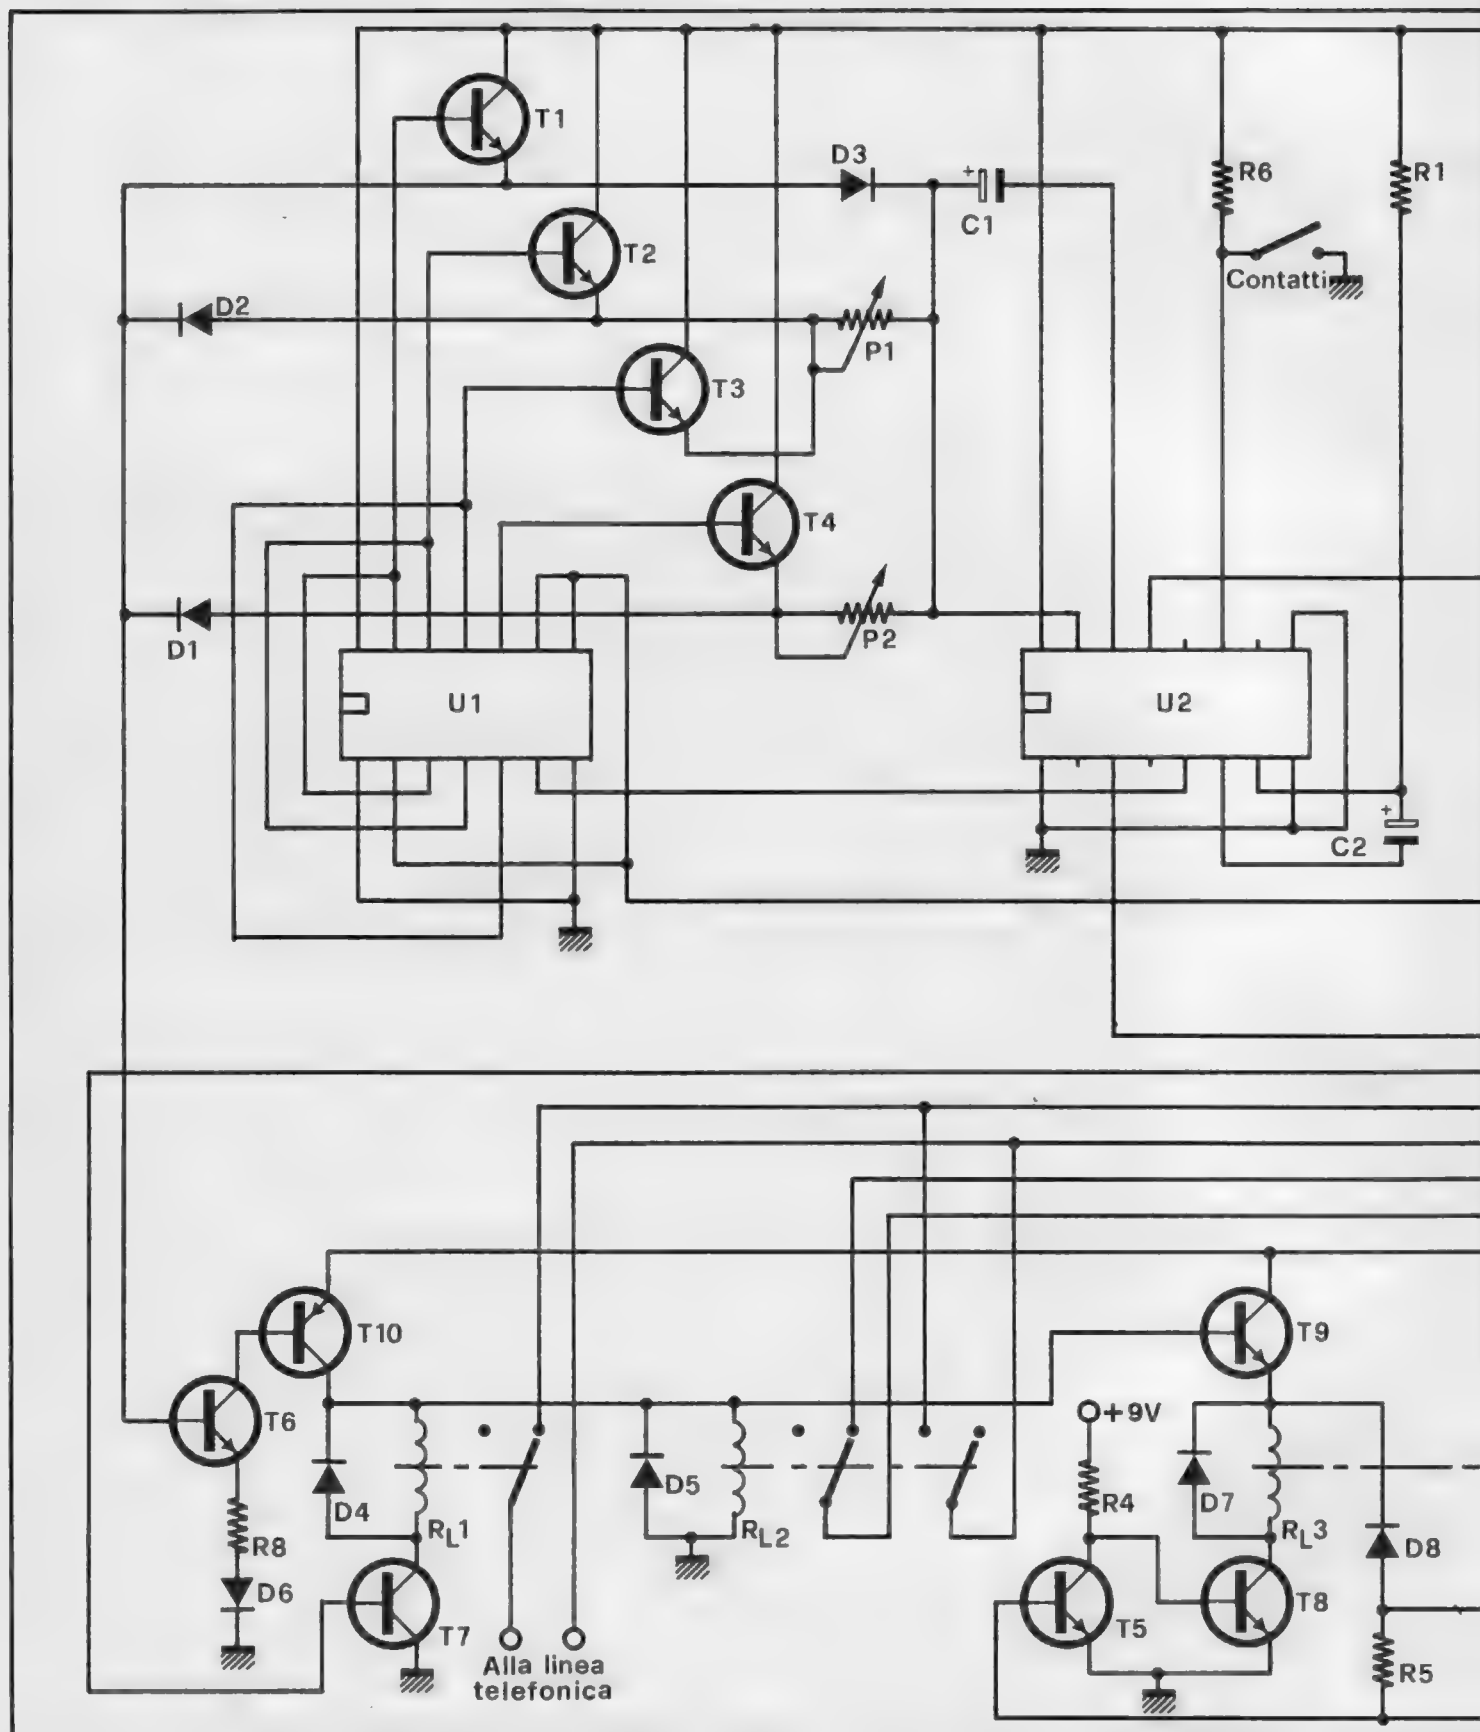 T1
D3
R6
R1
+
C1
T2
Contatti
D2
P1
T3
T4
D1
P2
U1
U2
+
C2
T10
T9
+9V
T6
D5
R4
D7
D4
RL1
RL2
RL3
R8
D8
D6
T7
T5
T8
Alla linea
telefonica
R5